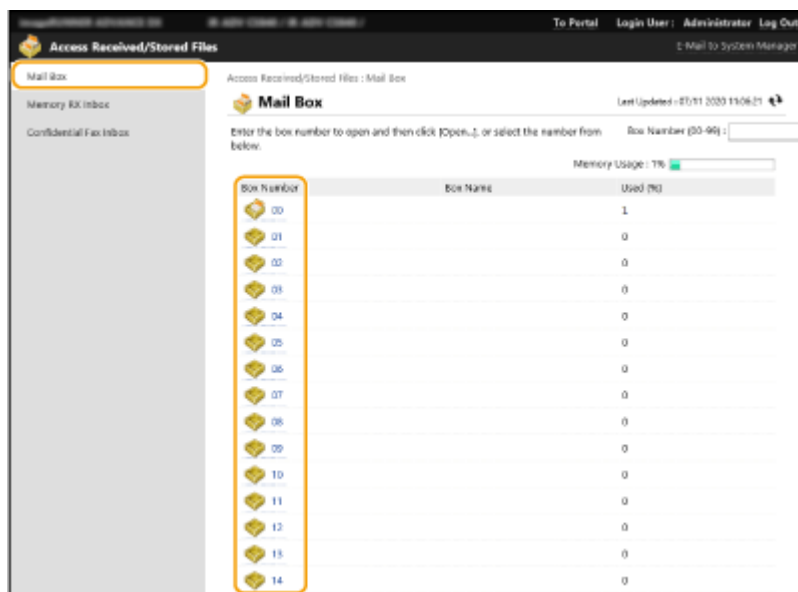 To Portal Login User: Administrator Log Out
Access Received/Stored Files
E-Mail to System Manager
Mail Box
Memory RX Inbox
Confidential Fax Inbox
Access Received/Stored Files : Mail Box
Mail Box
Last Updated : 07/11 2020 11:06:21
Enter the box number to open and then click [Open...], or select the number from below.
Box Number (00-99) :
Memory Usage : 1%
Box Number Box Name Used (%)
00 1
01 0
02 0
03 0
04 0
05 0
06 0
07 0
08 0
09 0
10 0
11 0
12 0
13 0
14 0